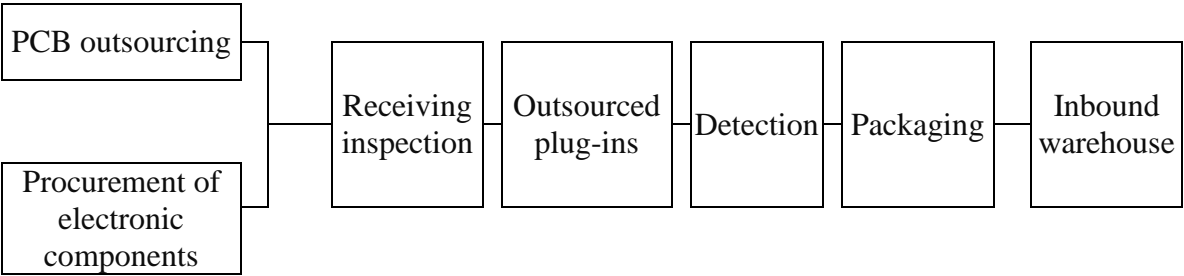 PCB outsourcing
Procurement of
electronic
components
Receiving
inspection
Outsourced
plug-ins
Detection
Packaging
Inbound
warehouse